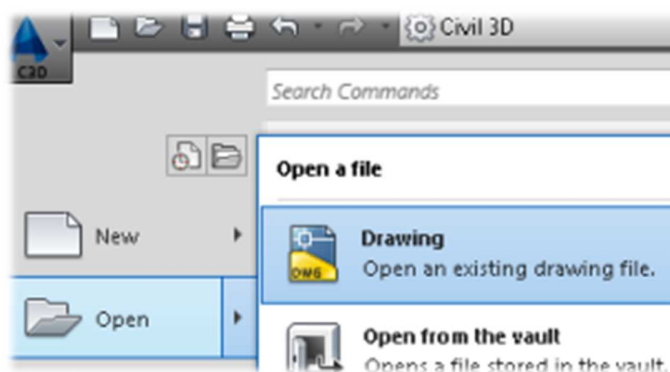 Civil 3D
C3D
Search Commands
Open a file
New
Drawing
DWG
Open an existing drawing file.
Open
Open from the vault
Opens a file stored in the vault.